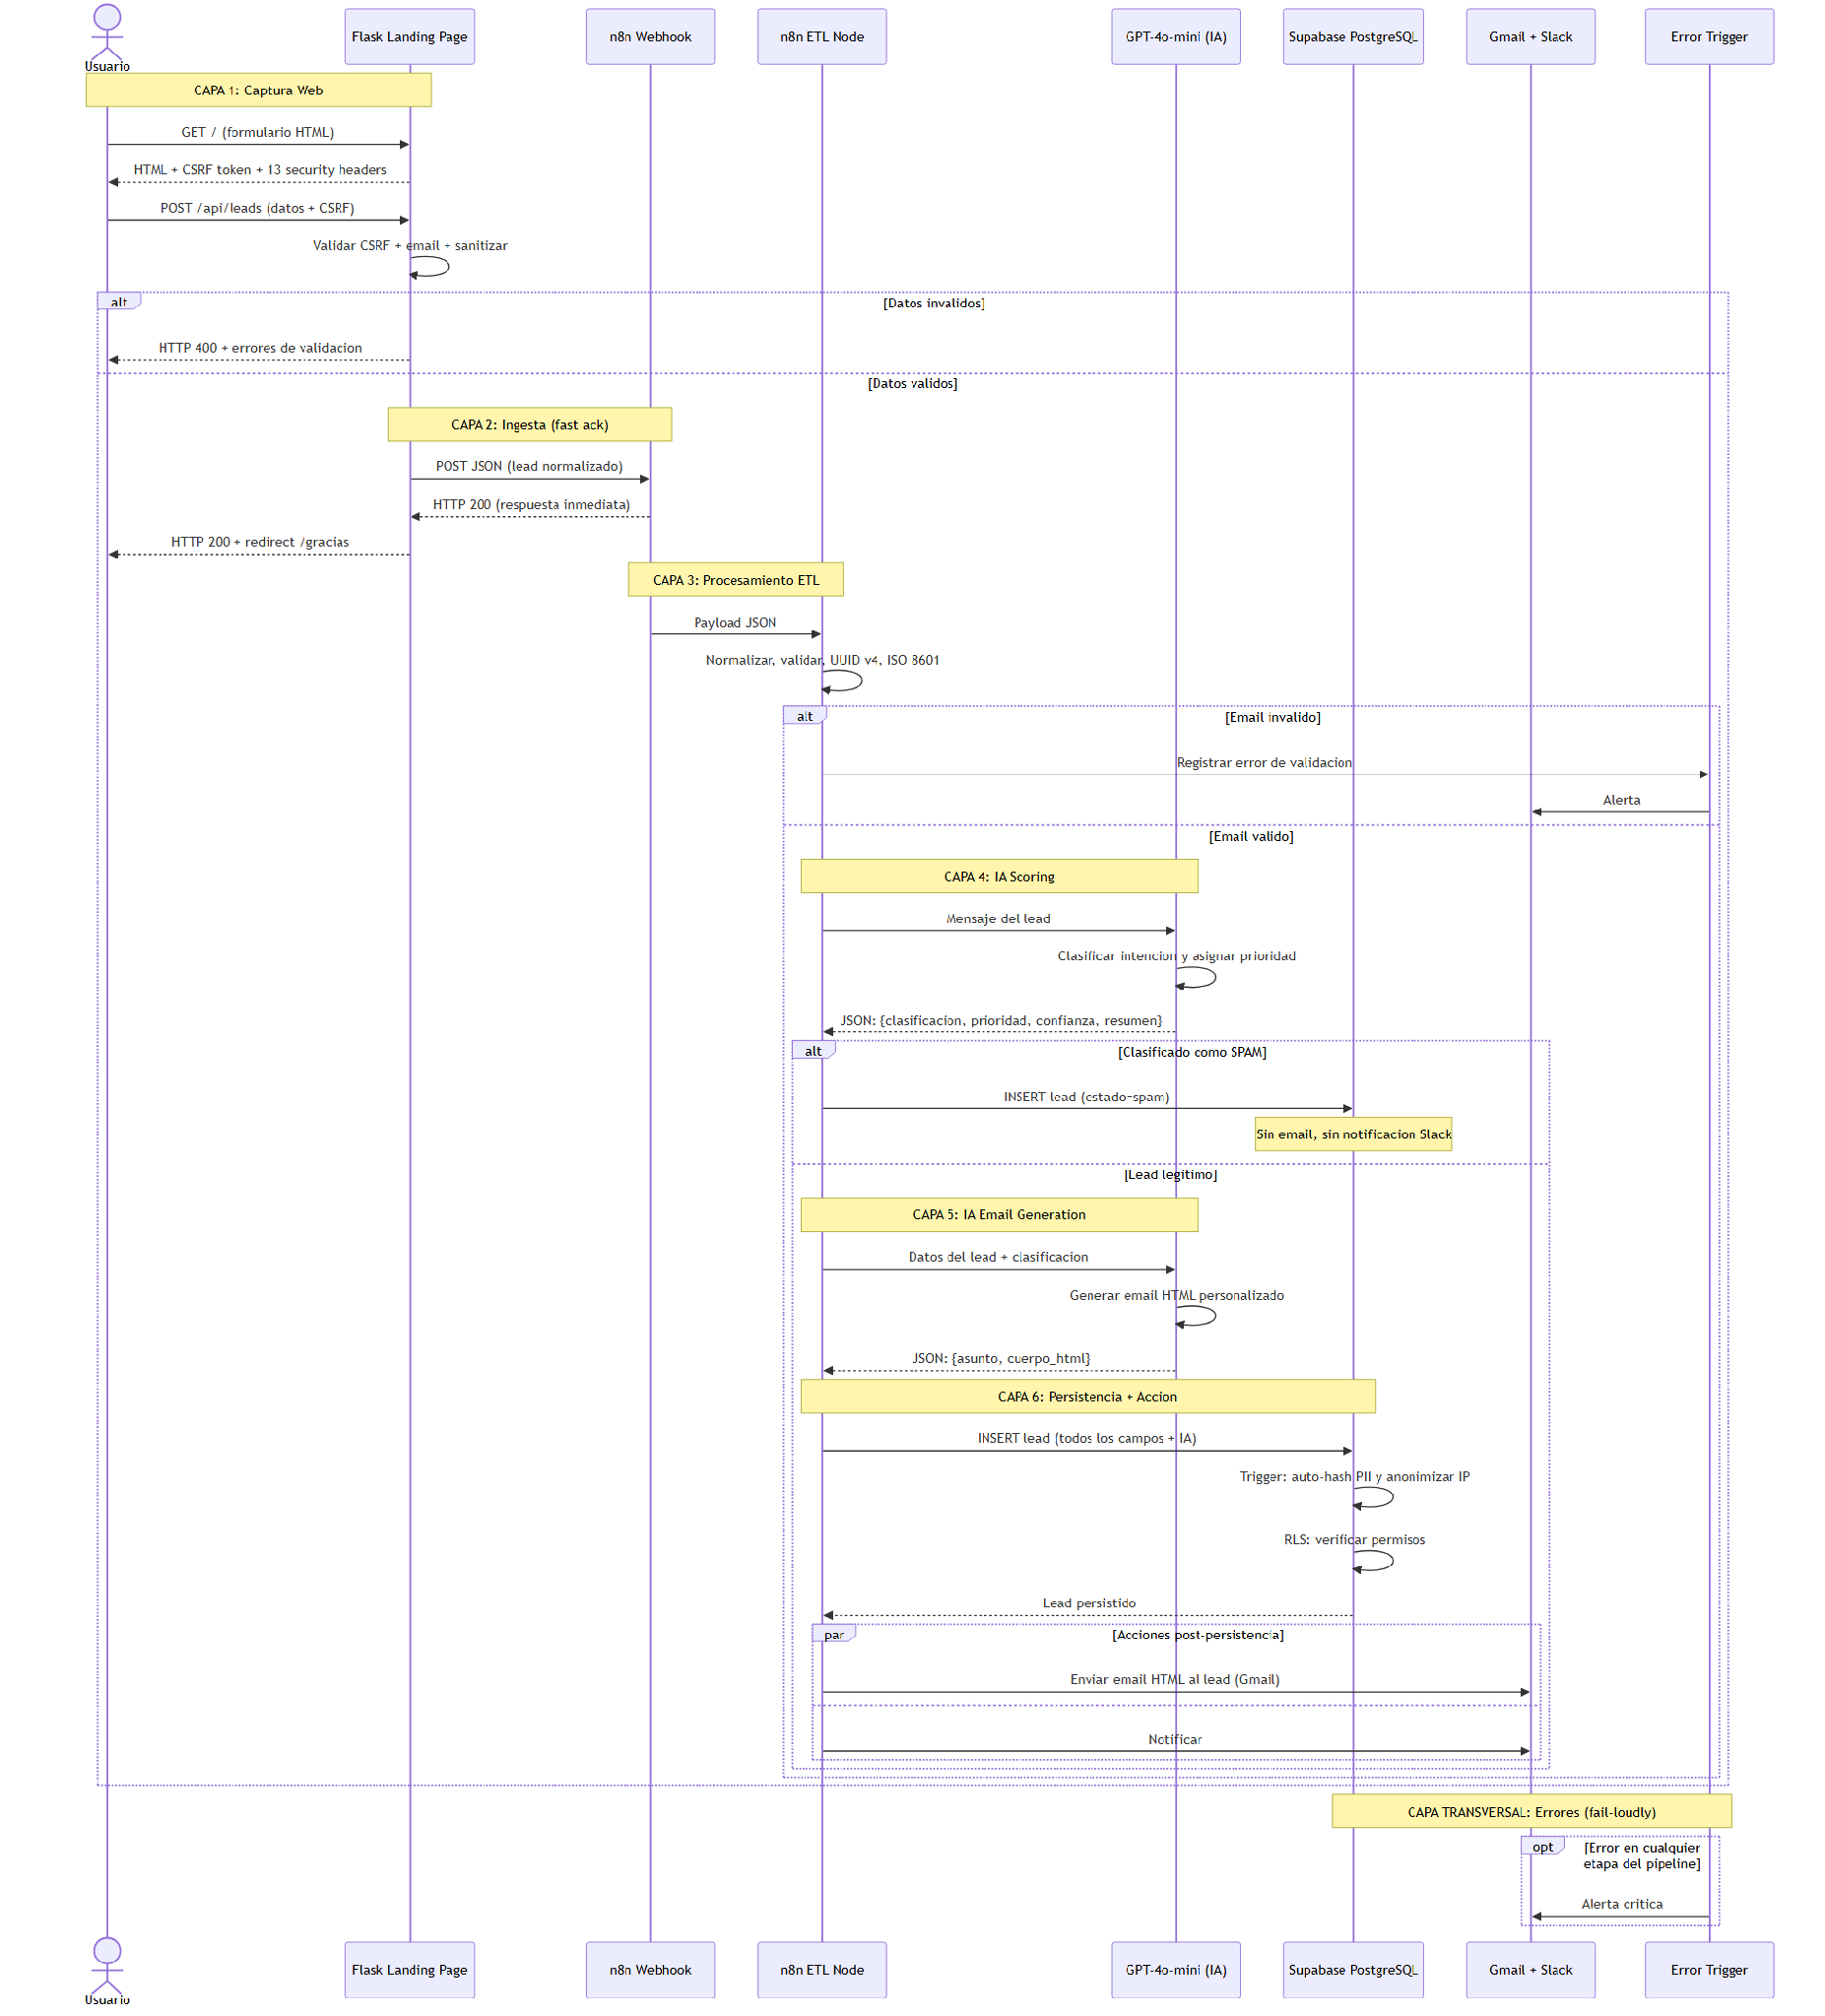 Flask Landing Page
n8n Webhook
n8n ETL Node
GPT-4o-mini (IA)
Supabase PostgreSQL
Gmail + Slack
Error Trigger
Usuario
CAPA 1: Captura Web
GET / (formulario HTML)
HTML + CSRF token + 13 security headers
POST /api/leads (datos + CSRF)
Validar CSRF + email + sanitizar
alt
[Datos invalidos]
HTTP 400 + errores de validacion
[Datos validos]
CAPA 2: Ingesta (fast ack)
POST JSON (lead normalizado)
HTTP 200 (respuesta inmediata)
HTTP 200 + redirect /gracias
CAPA 3: Procesamiento ETL
Payload JSON
Normalizar, validar, UUID v4, ISO 8601
alt
[Email invalido]
Registrar error de validacion
Alerta
[Email valido]
CAPA 4: IA Scoring
Mensaje del lead
Clasificar intencion y asignar prioridad
JSON: {clasificacion, prioridad, confianza, resumen}
alt
[Clasificado como SPAM]
INSERT lead (estado=spam)
Sin email, sin notificacion Slack
[Lead legitimo]
CAPA 5: IA Email Generation
Datos del lead + clasificacion
Generar email HTML personalizado
JSON: {asunto, cuerpo_html}
CAPA 6: Persistencia + Accion
INSERT lead (todos los campos + IA)
Trigger: auto-hash PII y anonimizar IP
RLS: verificar permisos
Lead persistido
par
[Acciones post-persistencia]
Enviar email HTML al lead (Gmail)
Notificar
CAPA TRANSVERSAL: Errores (fail-loudly)
opt
[Error en cualquier
etapa del pipeline]
Alerta critica
Flask Landing Page
n8n Webhook
n8n ETL Node
GPT-4o-mini (IA)
Supabase PostgreSQL
Gmail + Slack
Error Trigger
Usuario